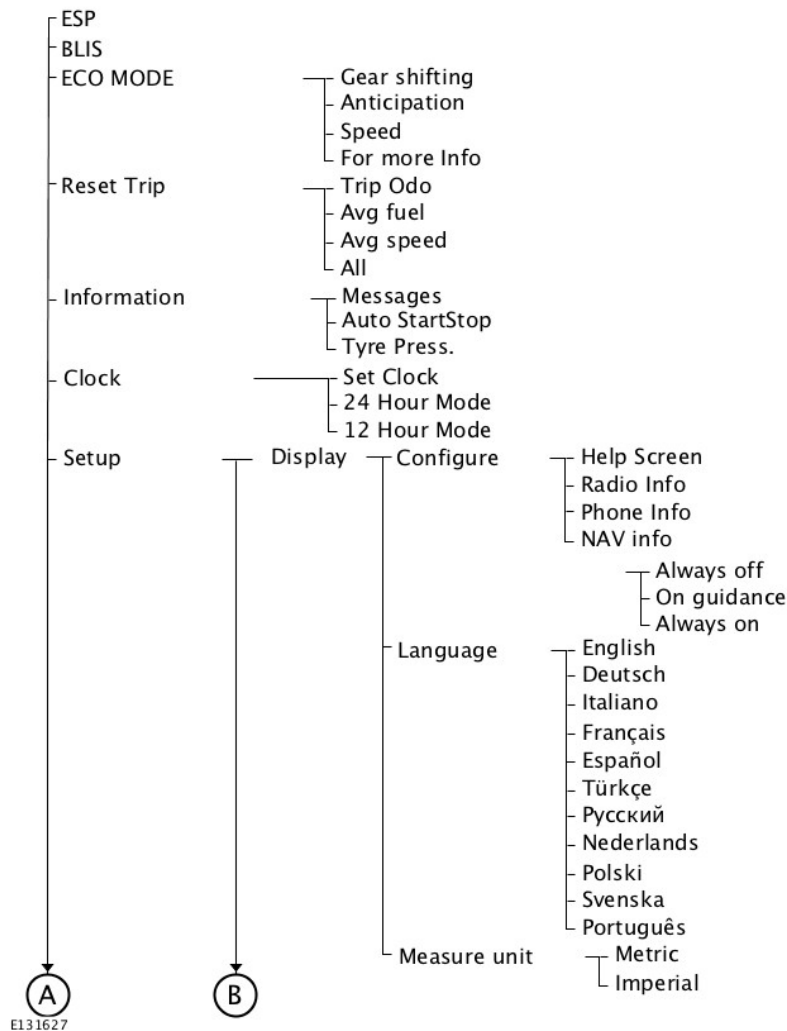 ESP
BLIS
ECO MODE
Gear shifting
Anticipation
Speed
For more Info
Reset Trip
Trip Odo
Avg fuel
Avg speed
All
Information
Messages
Auto StartStop
Tyre Press.
Clock
Set Clock
24 Hour Mode
12 Hour Mode
Setup
Display
Configure
Help Screen
Radio Info
Phone Info
NAV info
Always off
On guidance
Always on
Language
English
Deutsch
Italiano
Français
Español
Türkçe
Русский
Nederlands
Polski
Svenska
Português
Measure unit
Metric
Imperial
A
B
E131627